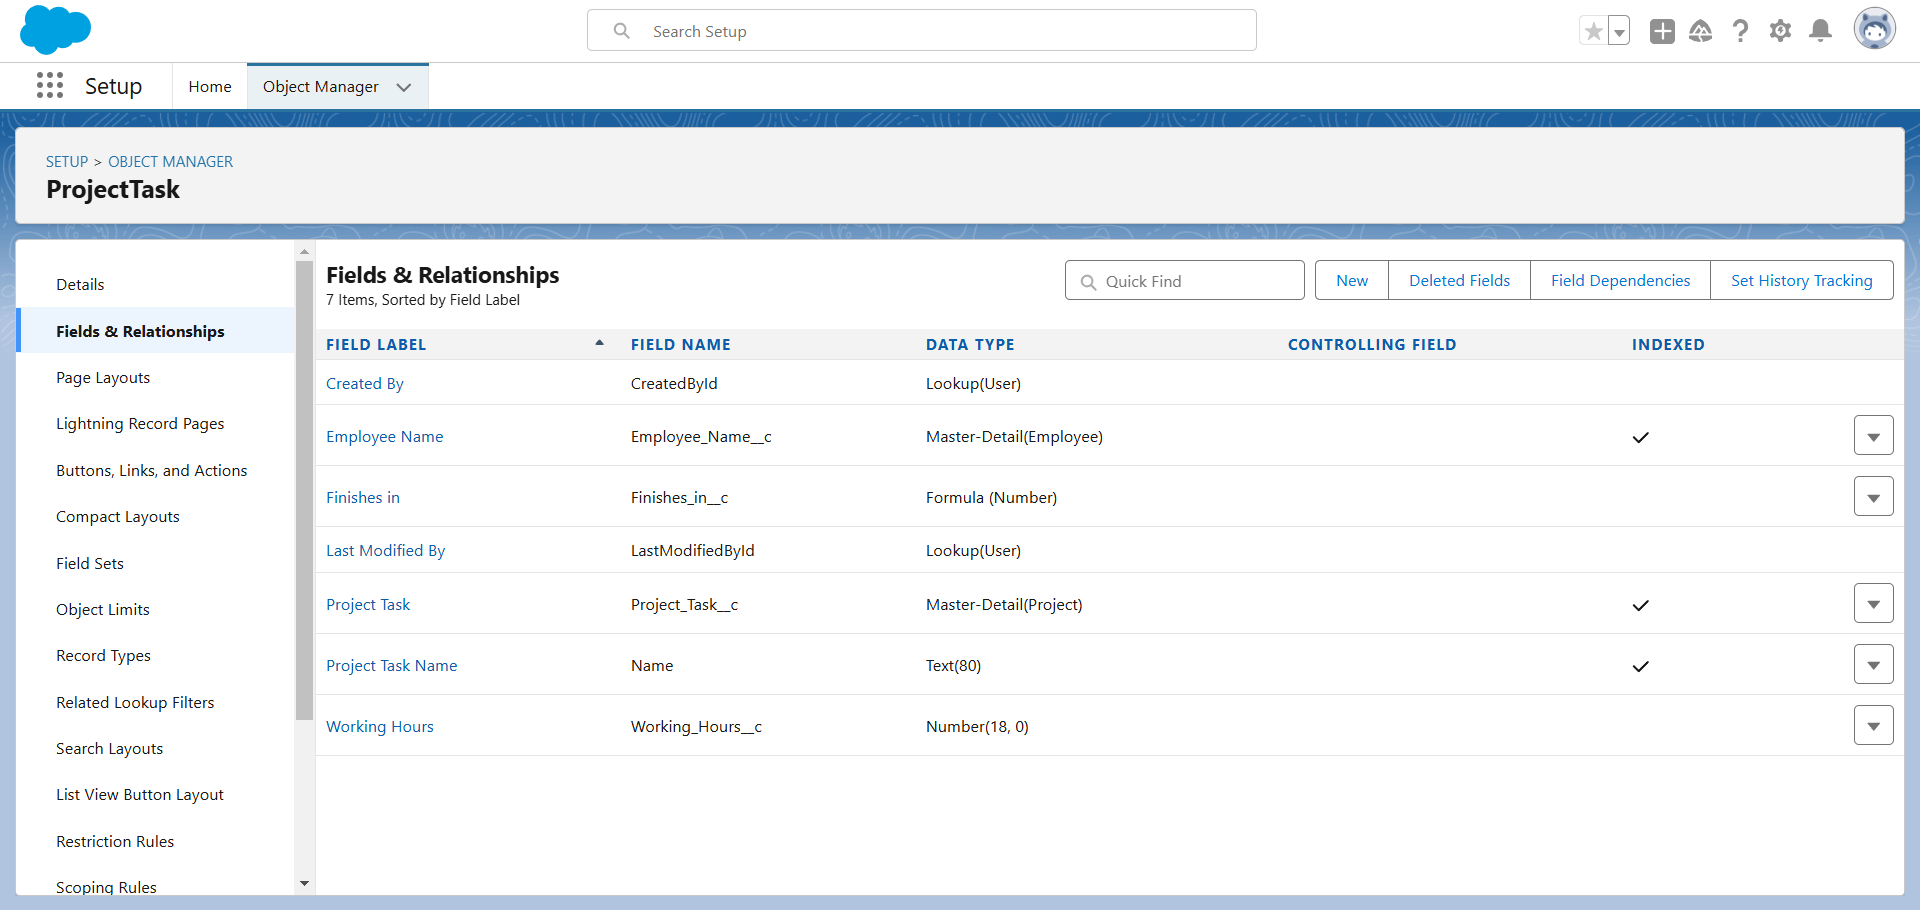 Search Setup
Setup
Home
Object Manager
SETUP > OBJECT MANAGER
ProjectTask
Details
Fields & Relationships
Page Layouts
Lightning Record Pages
Buttons, Links, and Actions
Compact Layouts
Field Sets
Object Limits
Record Types
Related Lookup Filters
Search Layouts
List View Button Layout
Restriction Rules
Scoping Rules
Fields & Relationships
7 Items, Sorted by Field Label
Quick Find
New
Deleted Fields
Field Dependencies
Set History Tracking
FIELD LABEL FIELD NAME DATA TYPE CONTROLLING FIELD INDEXED
Created By CreatedById Lookup(User)
Employee Name Employee_Name__c Master-Detail(Employee)
Finishes in Finishes_in__c Formula (Number)
Last Modified By LastModifiedById Lookup(User)
Project Task Project_Task__c Master-Detail(Project)
Project Task Name Name Text(80)
Working Hours Working_Hours__c Number(18, 0)